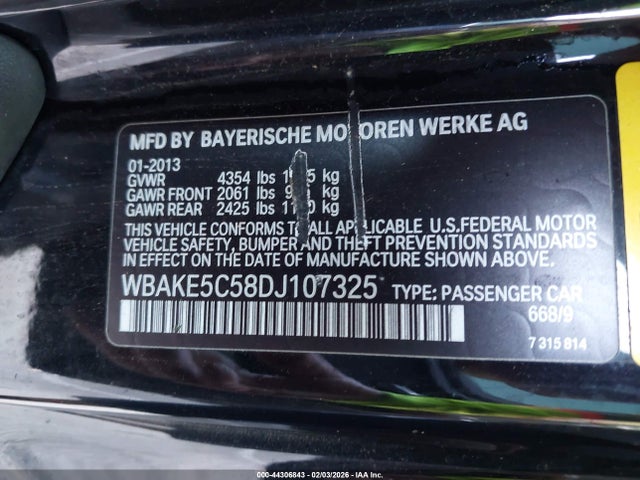 MFD BY BAYERISCHE MOTOREN WERKE AG
01-2013
GVWR 4354 lbs kg
GAWR FRONT 2061 lbs kg
GAWR REAR 2425 lbs kg
THIS VEHICLE CONFORMS TO ALL APPLICABLE U.S.FEDERAL MOTOR
VEHICLE SAFETY, BUMPER AND THEFT PREVENTION STANDARDS
IN EFFECT ON THE DATE OF MANUFACTURE SHOWN ABOVE.
WBAKE5C58DJ107325 TYPE: PASSENGER CAR
668/9
7 315 814
000-44306843 - 02/03/2026 - IAA Inc.